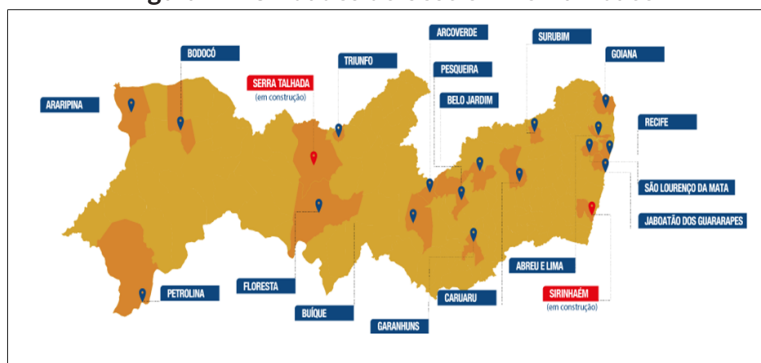 ARCOVERDE
SURUBIM
BODOCÓ
TRIUNFO
GOIANA
PESQUEIRA
SERRA TALHADA
(em construção)
ARARIPINA
BELO JARDIM
RECIFE
SÃO LOURENÇO DA MATA
JABOATÃO DOS GUARARAPES
ABREU E LIMA
FLORESTA
PETROLINA
CARUARU
SIRINHAÉM
(em construção)
BUÍQUE
GARANHUNS